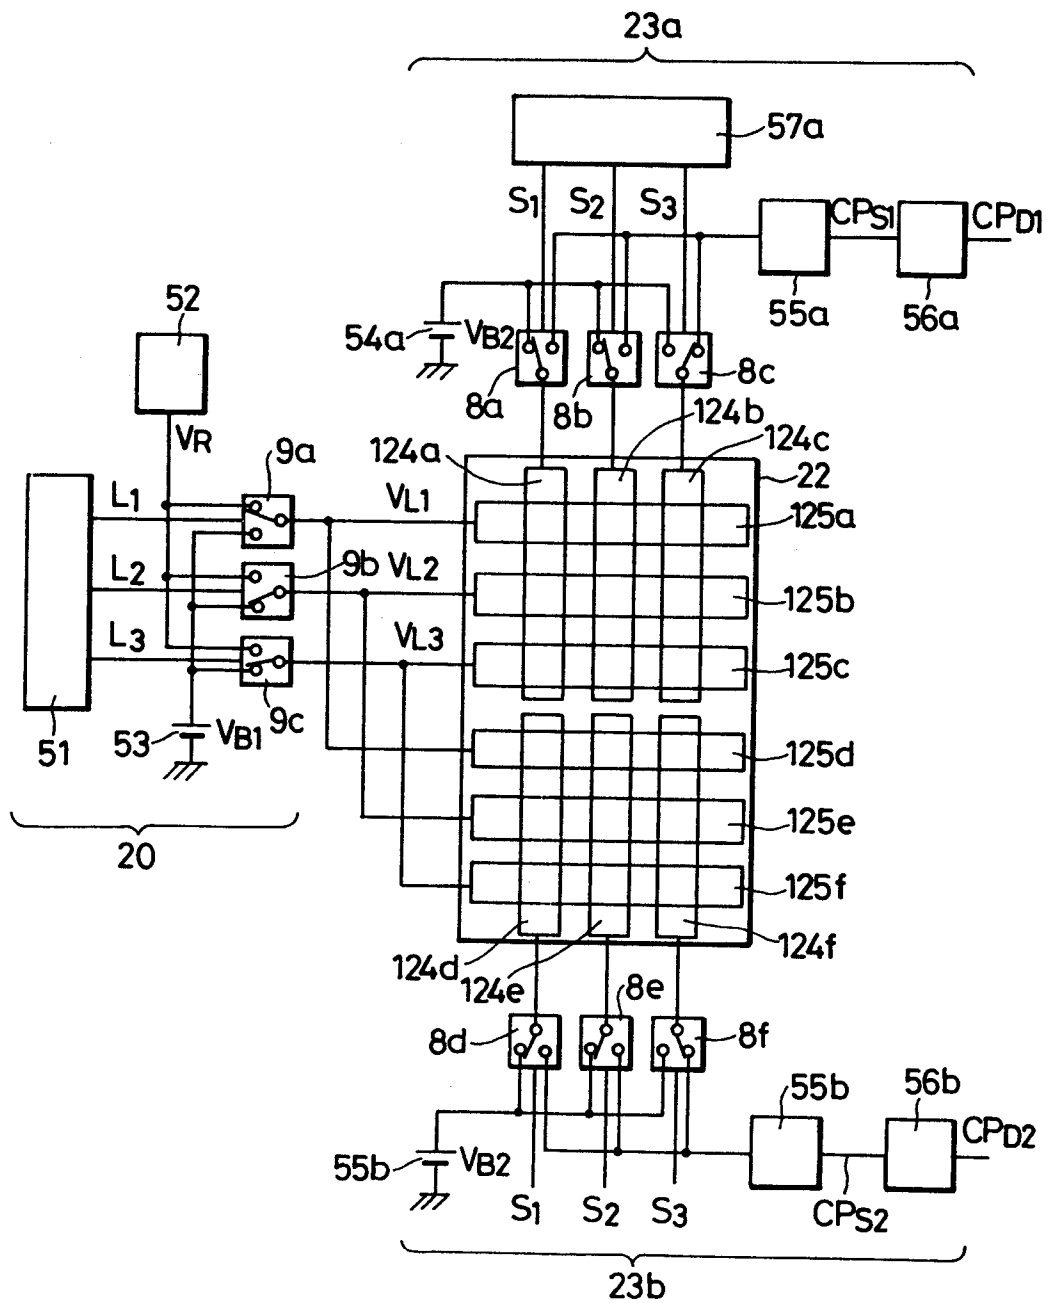 23a
57a
S1 S2 S3
CPS1 CPD1
55a 56a
54a VB2
8a 8b 8c
52
VR
9a
124a 124b 124c
22
L1 VL1 125a
L2 9b VL2 125b
L3 VL3 125c
51 53 VB1 9c
125d
20
125e
125f
124d 124e 124f
8d 8e 8f
55b 56b
55b VB2 CPD2
S1 S2 S3 CPS2
23b